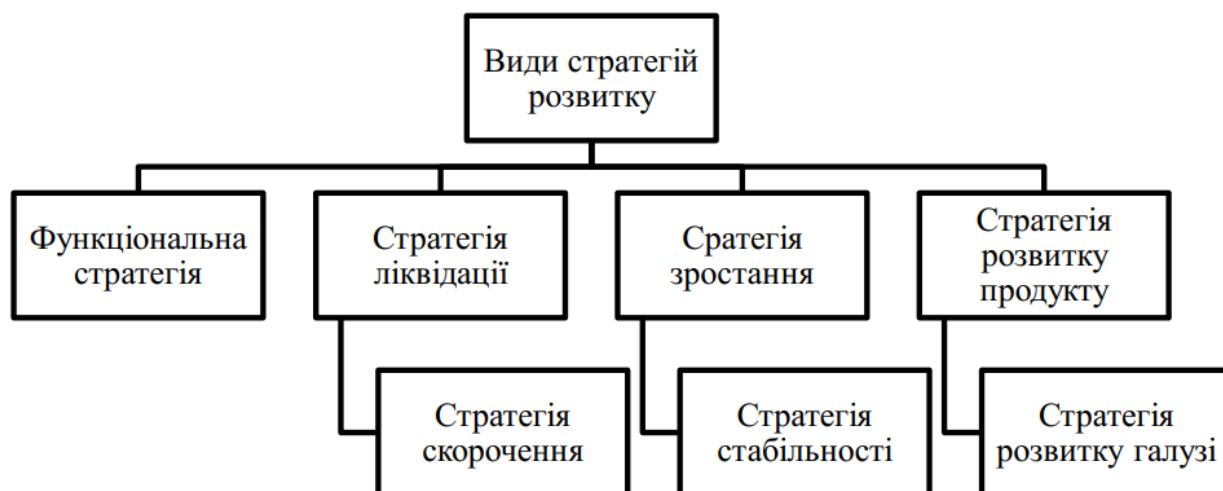 Види стратегій
розвитку
Функціональна
стратегія
Стратегія
ліквідації
Сратегія
зростання
Стратегія
розвитку
продукту
Стратегія
скорочення
Стратегія
стабільності
Стратегія
розвитку галузі